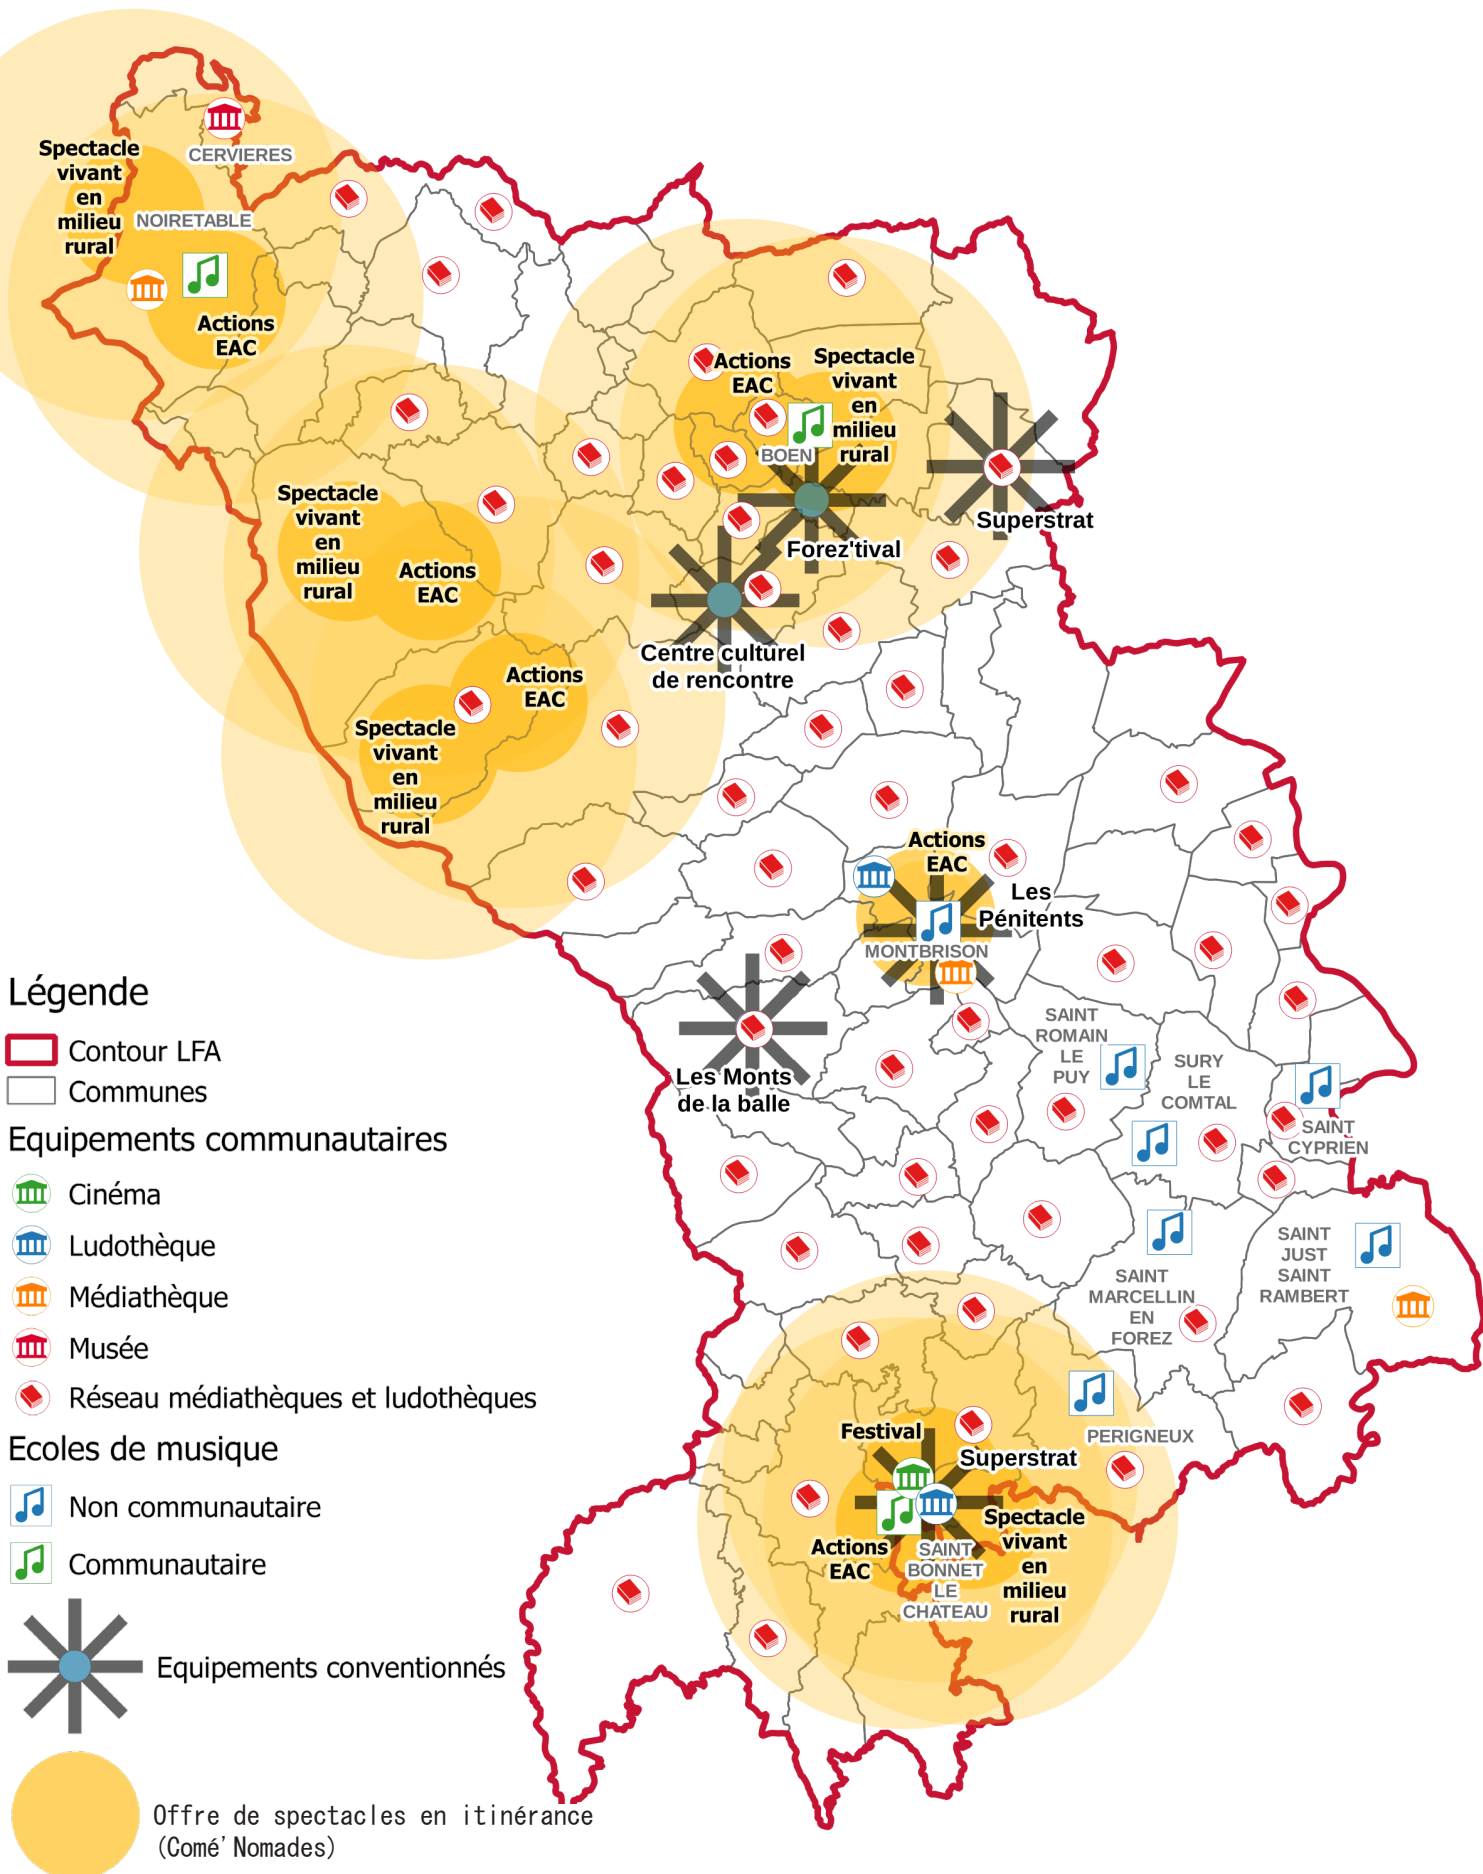 CERVIERES
Spectacle
vivant
en
milieu
rural
NOIRETABLE
Actions
EAC
Actions
EAC
Spectacle
vivant
en
milieu
rural
BOEN
Superstrat
Forez'tival
Spectacle
vivant
en
milieu
rural
Actions
EAC
Centre culturel
de rencontre
Actions
EAC
Spectacle
vivant
en
milieu
rural
Actions
EAC
Les
Pénitents
MONTBRISON
Les Monts
de la balle
SAINT
ROMAIN
LE
PUY
SURY
LE
COMTAL
SAINT
CYPRIEN
SAINT
JUST
SAINT
RAMBERT
SAINT
MARCELLIN
EN
FOREZ
PERIGNEUX
Festival
Superstrat
Actions
EAC
SAINT
BONNET
LE
CHATEAU
Spectacle
vivant
en
milieu
rural
Légende
Contour LFA
Communes
Equipements communautaires
Cinéma
Ludothèque
Médiathèque
Musée
Réseau médiathèques et ludothèques
Ecoles de musique
Non communautaire
Communautaire
Equipements conventionnés
Offre de spectacles en itinérance
(Comé'Nomades)